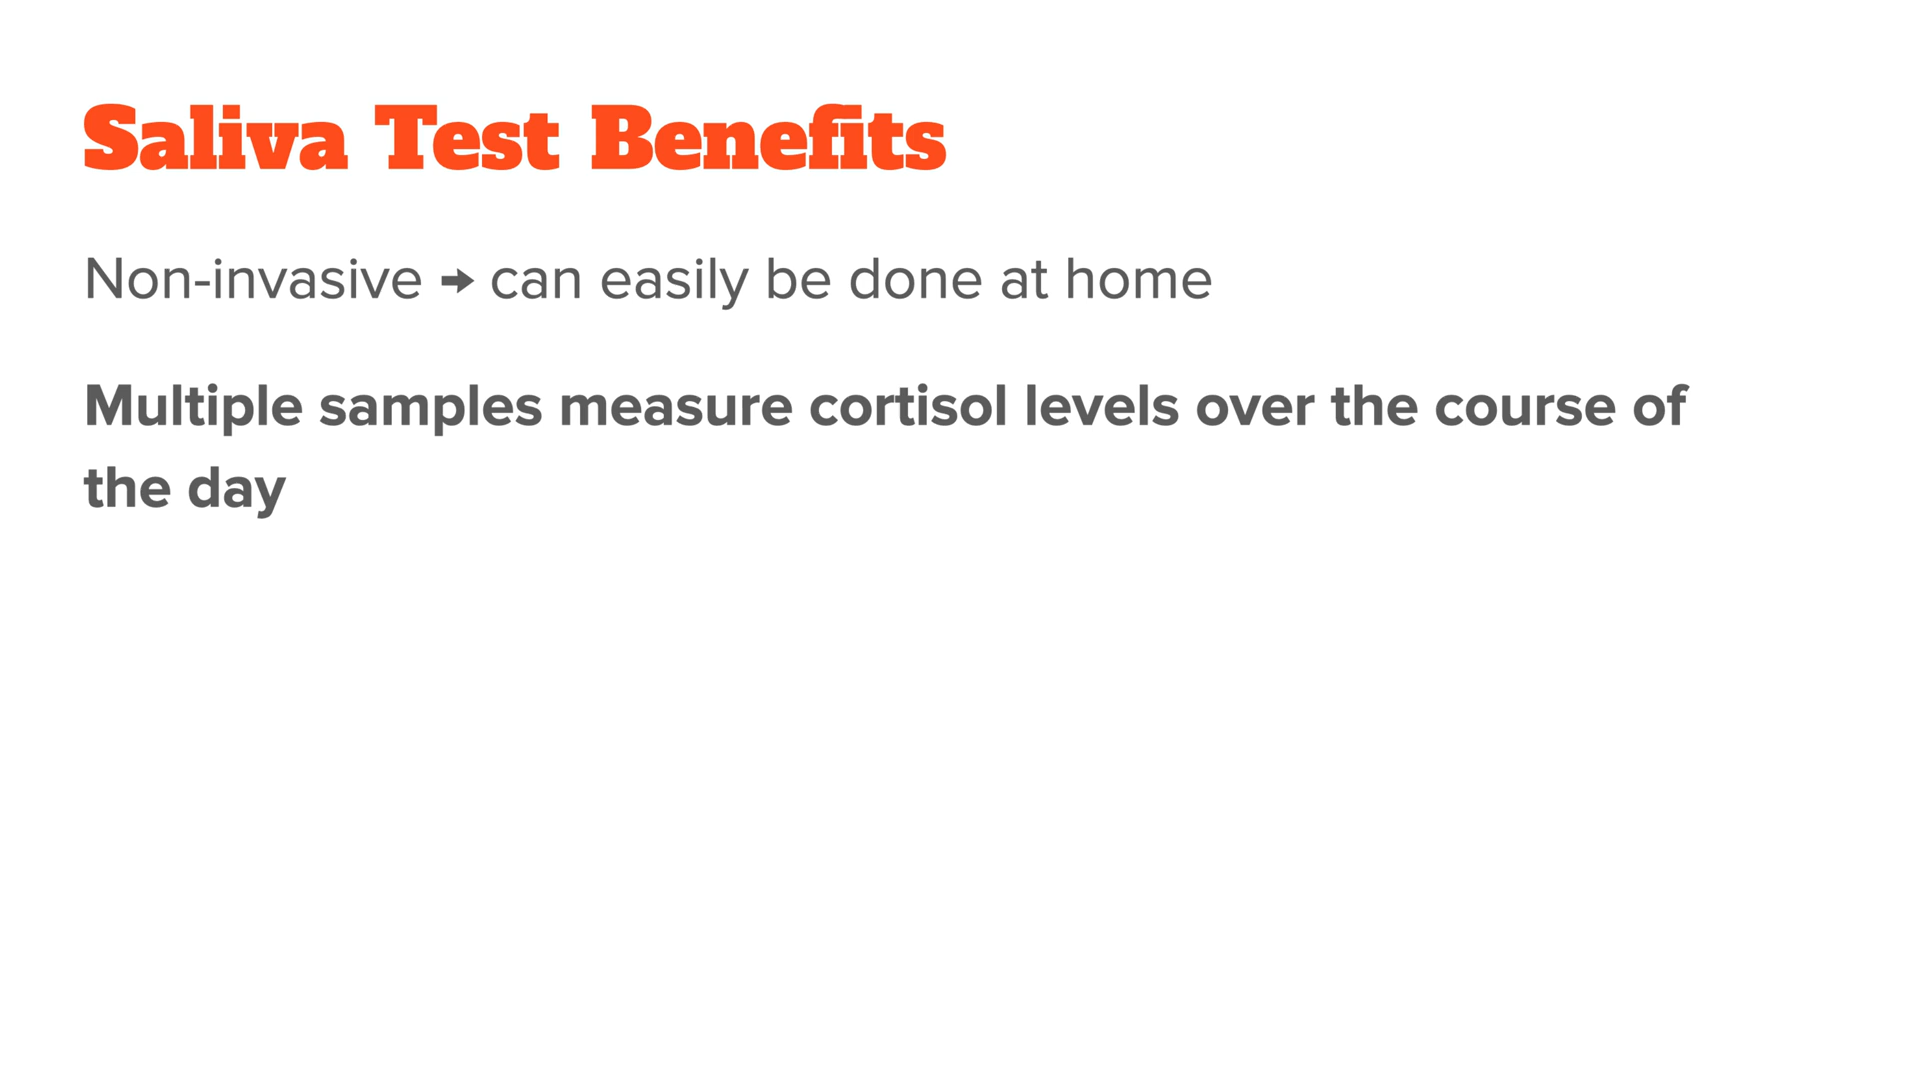 Saliva Test Benefits
Non-invasive ➡ can easily be done at home
Multiple samples measure cortisol levels over the course of
the day